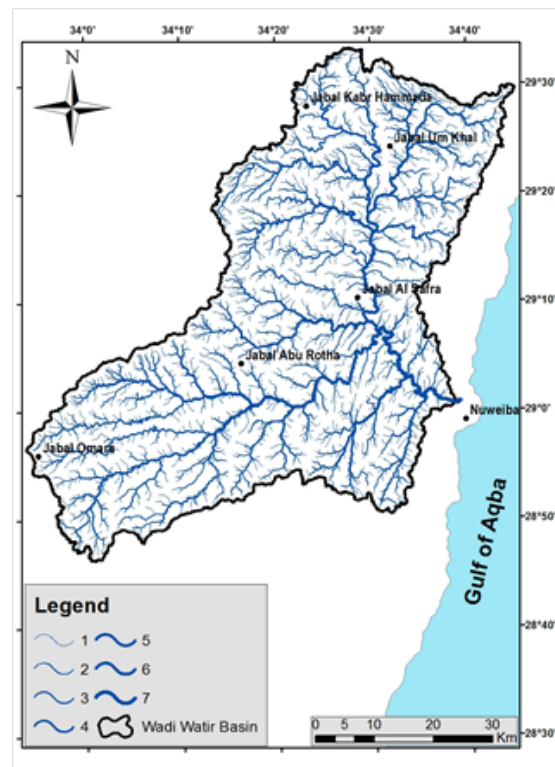 34°0' 34°10' 34°20' 34°30' 34°40'
N
29°30'
Jabal Kabr Hammada
Jabal Um Khal
29°20'
29°10'
Jabal Al Safra
Jabal Abu Rotha
29°0'
Nuweiba
Jabal Omara
28°50'
Gulf of Aqba
28°40'
28°30'
Legend
1 5
2 6
3 7
4 Wadi Watir Basin
0 5 10 20 30
Km